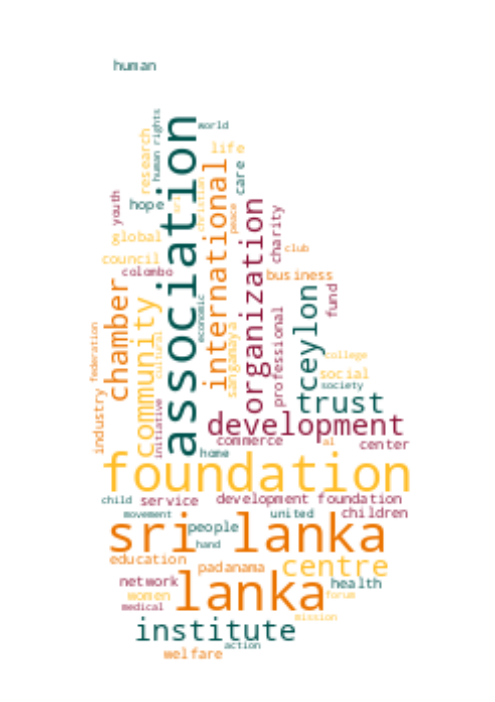 human
human rights
world
association
research
life
care
youth
hope
sri
christian
peace
international
organization
charity
global
club
council
colombo
business
chamber
community
cultural
economic
sangamaya
professional
ceylon
fund
federation
industry
initiative
college
social
society
trust
development
commerce
al
center
home
foundation
child
service
development foundation
movement
united
children
people
sri lanka
hand
education
padanama
centre
network
lanka
health
women
forum
medical
mission
institute
action
welfare